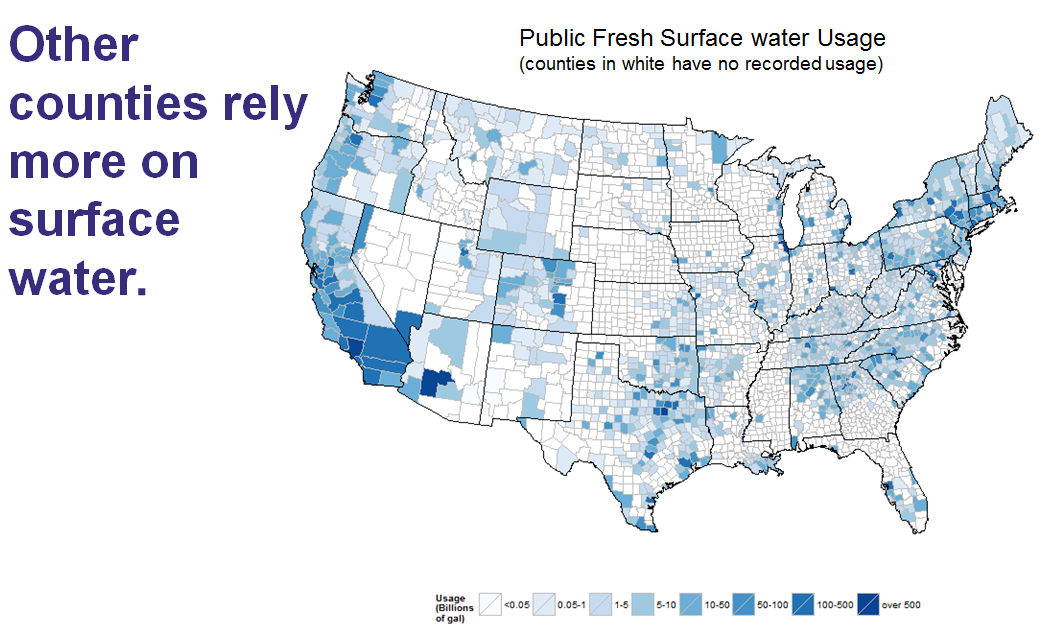 Other
counties rely
more on
surface
water.
Public Fresh Surface water Usage
(counties in white have no recorded usage)
Usage
(Billions
of gal)
<0.05
0.05-1
1-5
5-10
10-50
50-100
100-500
over 500